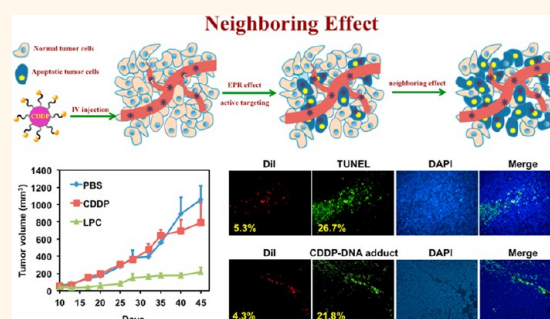 Neighboring Effect
Normal tumor cells
Apoptotic tumor cells
CDDP
IV injection
EPR effect
active targeting
neighboring effect
Tumor volume (mm³)
1400
1200
1000
800
600
400
200
0
PBS
CDDP
LPC
10 15 20 25 30 35 40 45
Days
DiI TUNEL DAPI Merge
5.3% 26.7%
DiI CDDP-DNA adduct DAPI Merge
4.3% 21.8%